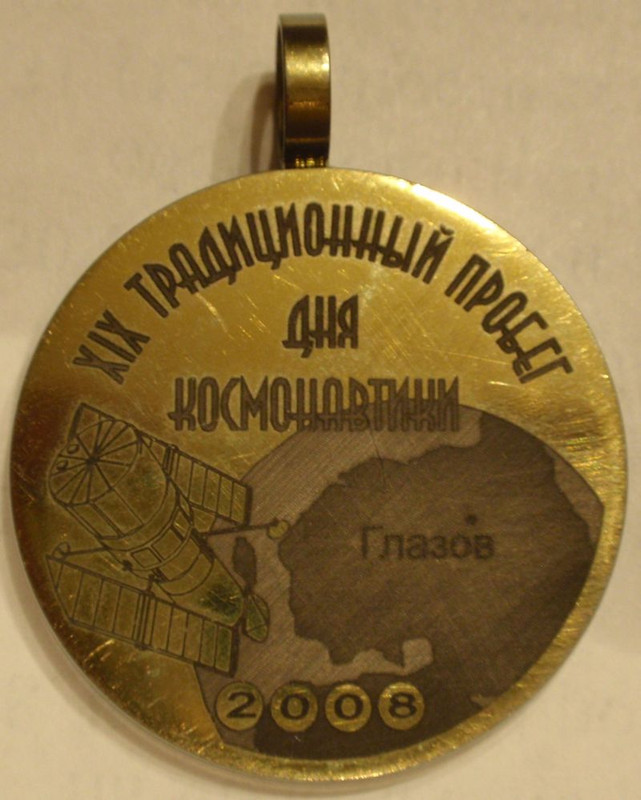 XIX ТРАДИЦИОННЫЙ ПРОБЕГ
ДНЯ
КОСМОНАВТИКИ
Глазов
2008